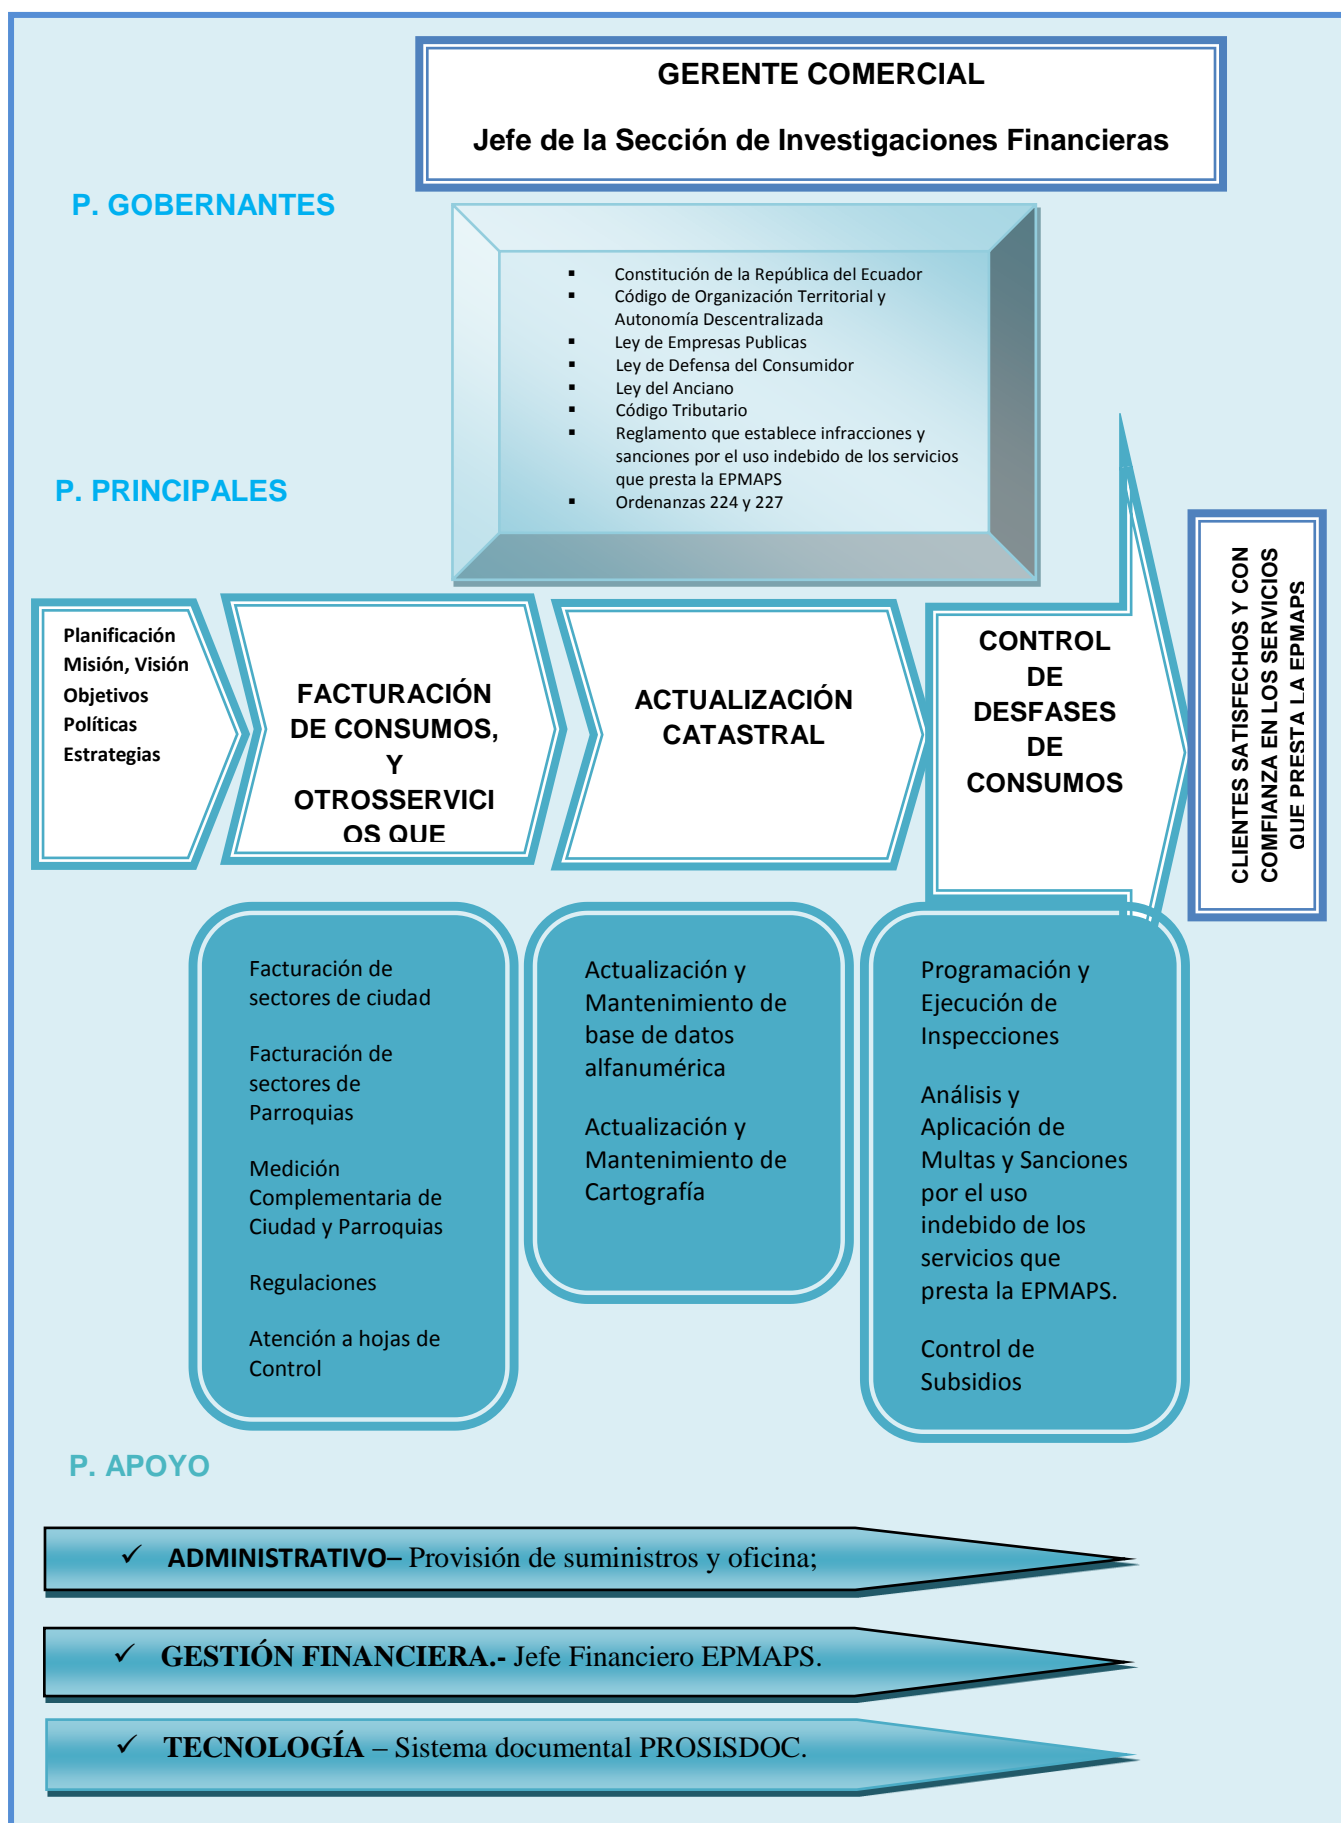 GERENTE COMERCIAL
Jefe de la Sección de Investigaciones Financieras
P. GOBERNANTES
▪ Constitución de la República del Ecuador
▪ Código de Organización Territorial y
Autonomía Descentralizada
▪ Ley de Empresas Publicas
▪ Ley de Defensa del Consumidor
▪ Ley del Anciano
▪ Código Tributario
▪ Reglamento que establece infracciones y
sanciones por el uso indebido de los servicios
que presta la EPMAPS
▪ Ordenanzas 224 y 227
P. PRINCIPALES
Planificación
Misión, Visión
Objetivos
Políticas
Estrategias
FACTURACIÓN
DE CONSUMOS,
Y
OTROSSERVICI
OS QUE
ACTUALIZACIÓN
CATASTRAL
CONTROL
DE
DESFASES
DE
CONSUMOS
CLIENTES SATISFECHOS Y CON
COMFIANZA EN LOS SERVICIOS
QUE PRESTA LA EPMAPS
Facturación de
sectores de ciudad
Facturación de
sectores de
Parroquias
Medición
Complementaria de
Ciudad y Parroquias
Regulaciones
Atención a hojas de
Control
Actualización y
Mantenimiento de
base de datos
alfanumérica
Actualización y
Mantenimiento de
Cartografía
Programación y
Ejecución de
Inspecciones
Análisis y
Aplicación de
Multas y Sanciones
por el uso
indebido de los
servicios que
presta la EPMAPS.
Control de
Subsidios
P. APOYO
✓ ADMINISTRATIVO– Provisión de suministros y oficina;
✓ GESTIÓN FINANCIERA.- Jefe Financiero EPMAPS.
✓ TECNOLOGÍA – Sistema documental PROSISDOC.